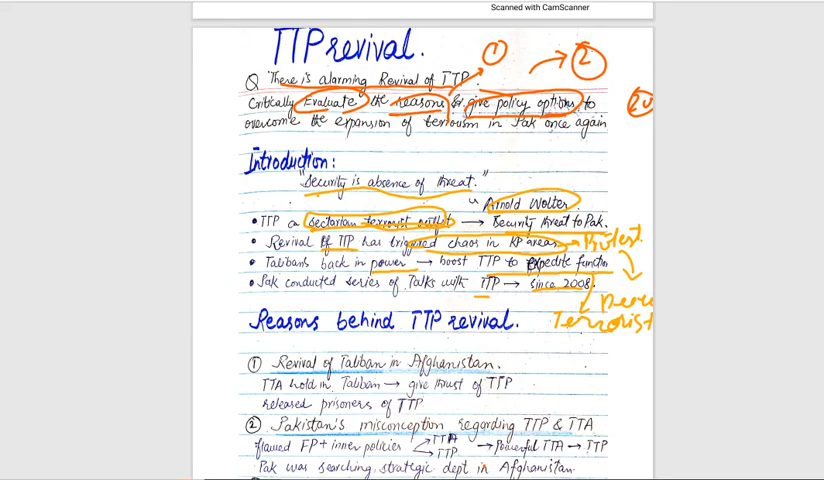 Scanned with CamScanner
TTP revival.
① → ②
Q There is alarming Revival of TTP.
Critically Evaluate the reasons & give policy options to
20
overcome the expansion of terrorism in Pak once again
Introduction:
"Security is absence of threat."
" Arnold Wolter
• TTP a sectarian terrorist outfit → Security threat to Pak.
• Revival of TTP has triggered chaos in KP areas → Protest
• Taliban's back in power → boost TTP to expedite function
• Pak conducted series of Talks with TTP → since 2008.
Terrorist
Reasons behind TTP revival.
① Revival of Taliban in Afghanistan.
TTA hold in Taliban → give thrust of TTP
released prisoners of TTP
② Pakistan's misconception regarding TTP & TTA
flawed FP + inner policies → TTA → TTP → Powerful TTA → TTP
Pak was searching strategic dept in Afghanistan.